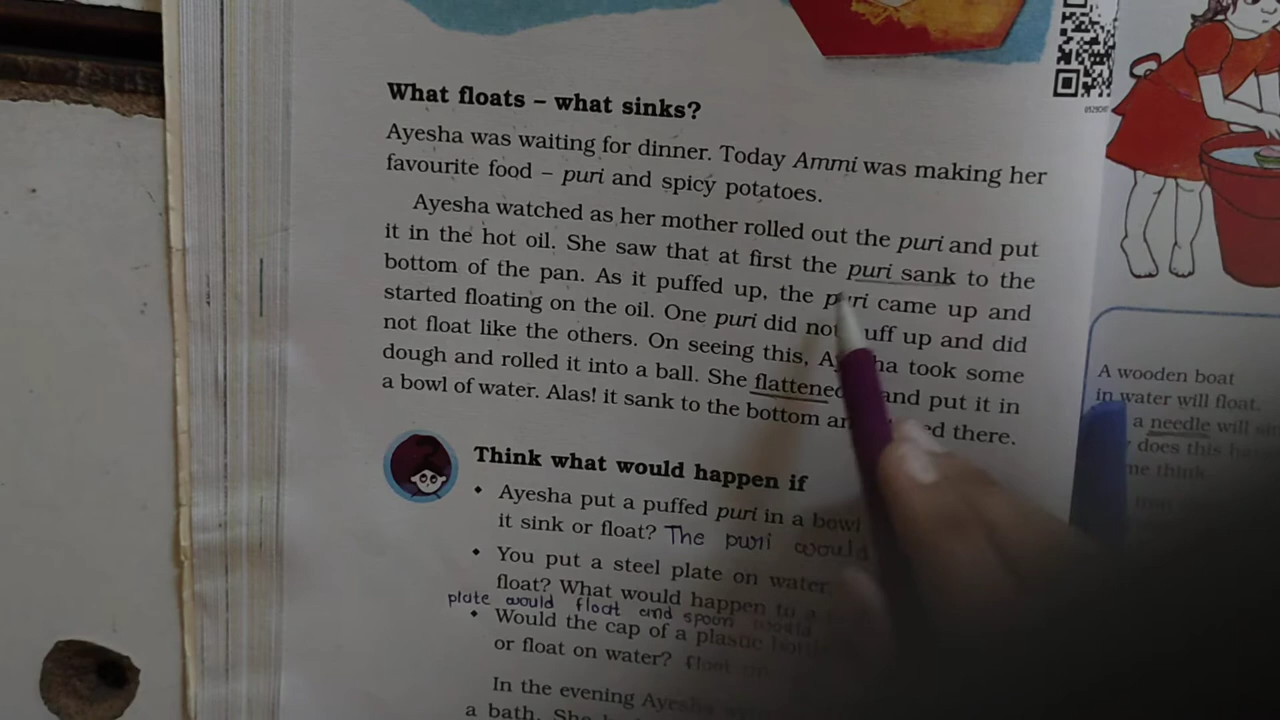 What floats – what sinks?
Ayesha was waiting for dinner. Today Ammi was making her
favourite food – puri and spicy potatoes.
Ayesha watched as her mother rolled out the puri and put
it in the hot oil. She saw that at first the puri sank to the
bottom of the pan. As it puffed up, the puri came up and
started floating on the oil. One puri did not puff up and did
not float like the others. On seeing this, Ayesha took some
dough and rolled it into a ball. She flattened and put it in
a bowl of water. Alas! it sank to the bottom and there.
Think what would happen if
• Ayesha put a puffed puri in a bowl
it sink or float? The puri would
• You put a steel plate on water
float? What would happen to a
plate would float and spoon would
• Would the cap of a plastic bottle
or float on water? float
In the evening Ayesha
a bath. She
A wooden boat
in water will float.
a needle will
does this
me think